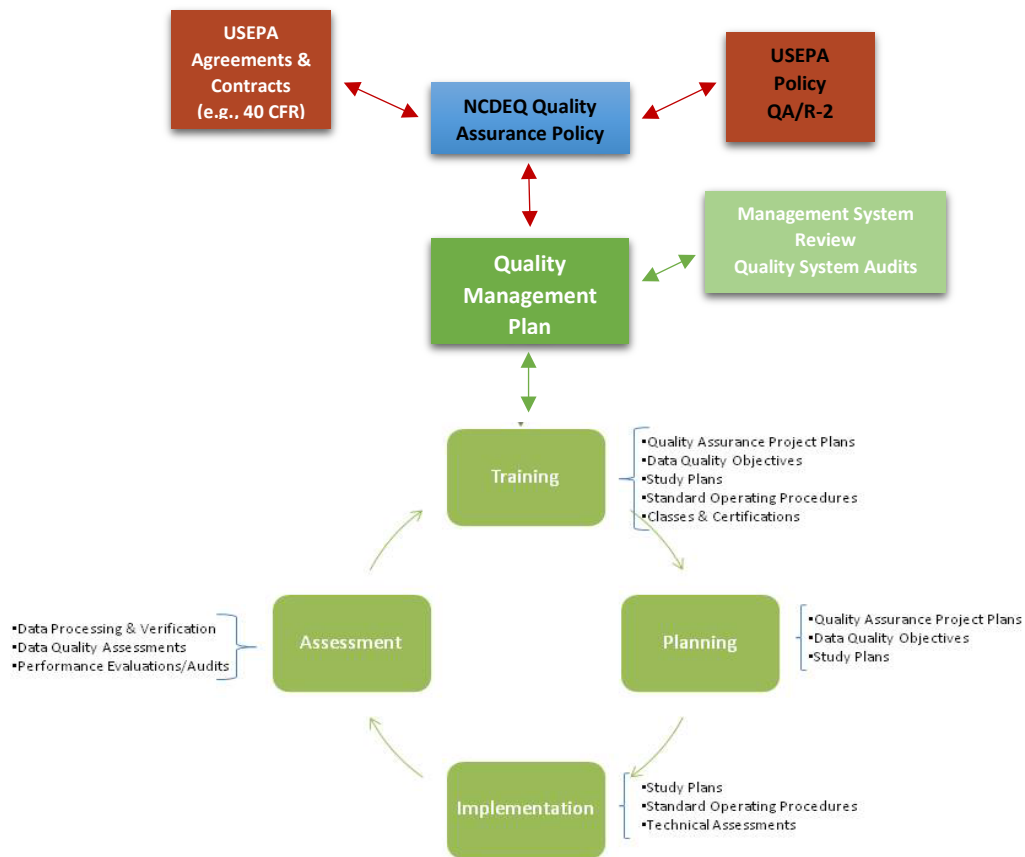 USEPA
Agreements &
Contracts
(e.g., 40 CFR)
NCDEQ Quality
Assurance Policy
USEPA
Policy
QA/R-2
Management System
Review
Quality System Audits
Quality
Management
Plan
Training
▪Quality Assurance Project Plans
▪Data Quality Objectives
▪Study Plans
▪Standard Operating Procedures
▪Classes & Certifications
▪Data Processing & Verification
▪Data Quality Assessments
▪Performance Evaluations/Audits
Assessment
Planning
▪Quality Assurance Project Plans
▪Data Quality Objectives
▪Study Plans
Implementation
▪Study Plans
▪Standard Operating Procedures
▪Technical Assessments